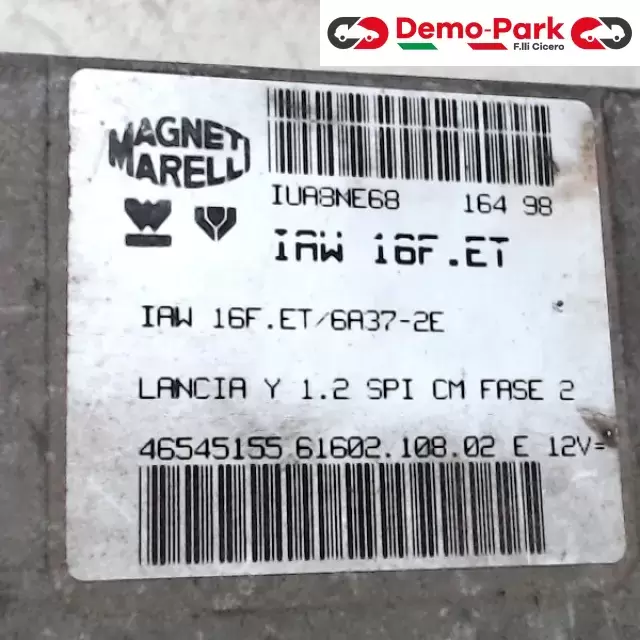 Demo-Park
F.lli Cicero
MAGNETI
MARELLI
IUA8NE68 164 98
IAW 16F.ET
IAW 16F.ET/6A37-2E
LANCIA Y 1.2 SPI CM FASE 2
46545155 61602.108.02 E 12V=